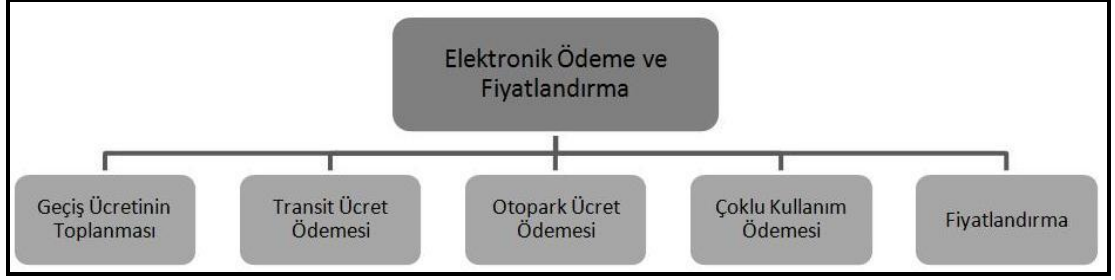 Elektronik Ödeme ve
Fiyatlandırma
Geçiş Ücretinin
Toplanması
Transit Ücret
Ödemesi
Otopark Ücret
Ödemesi
Çoklu Kullanım
Ödemesi
Fiyatlandırma